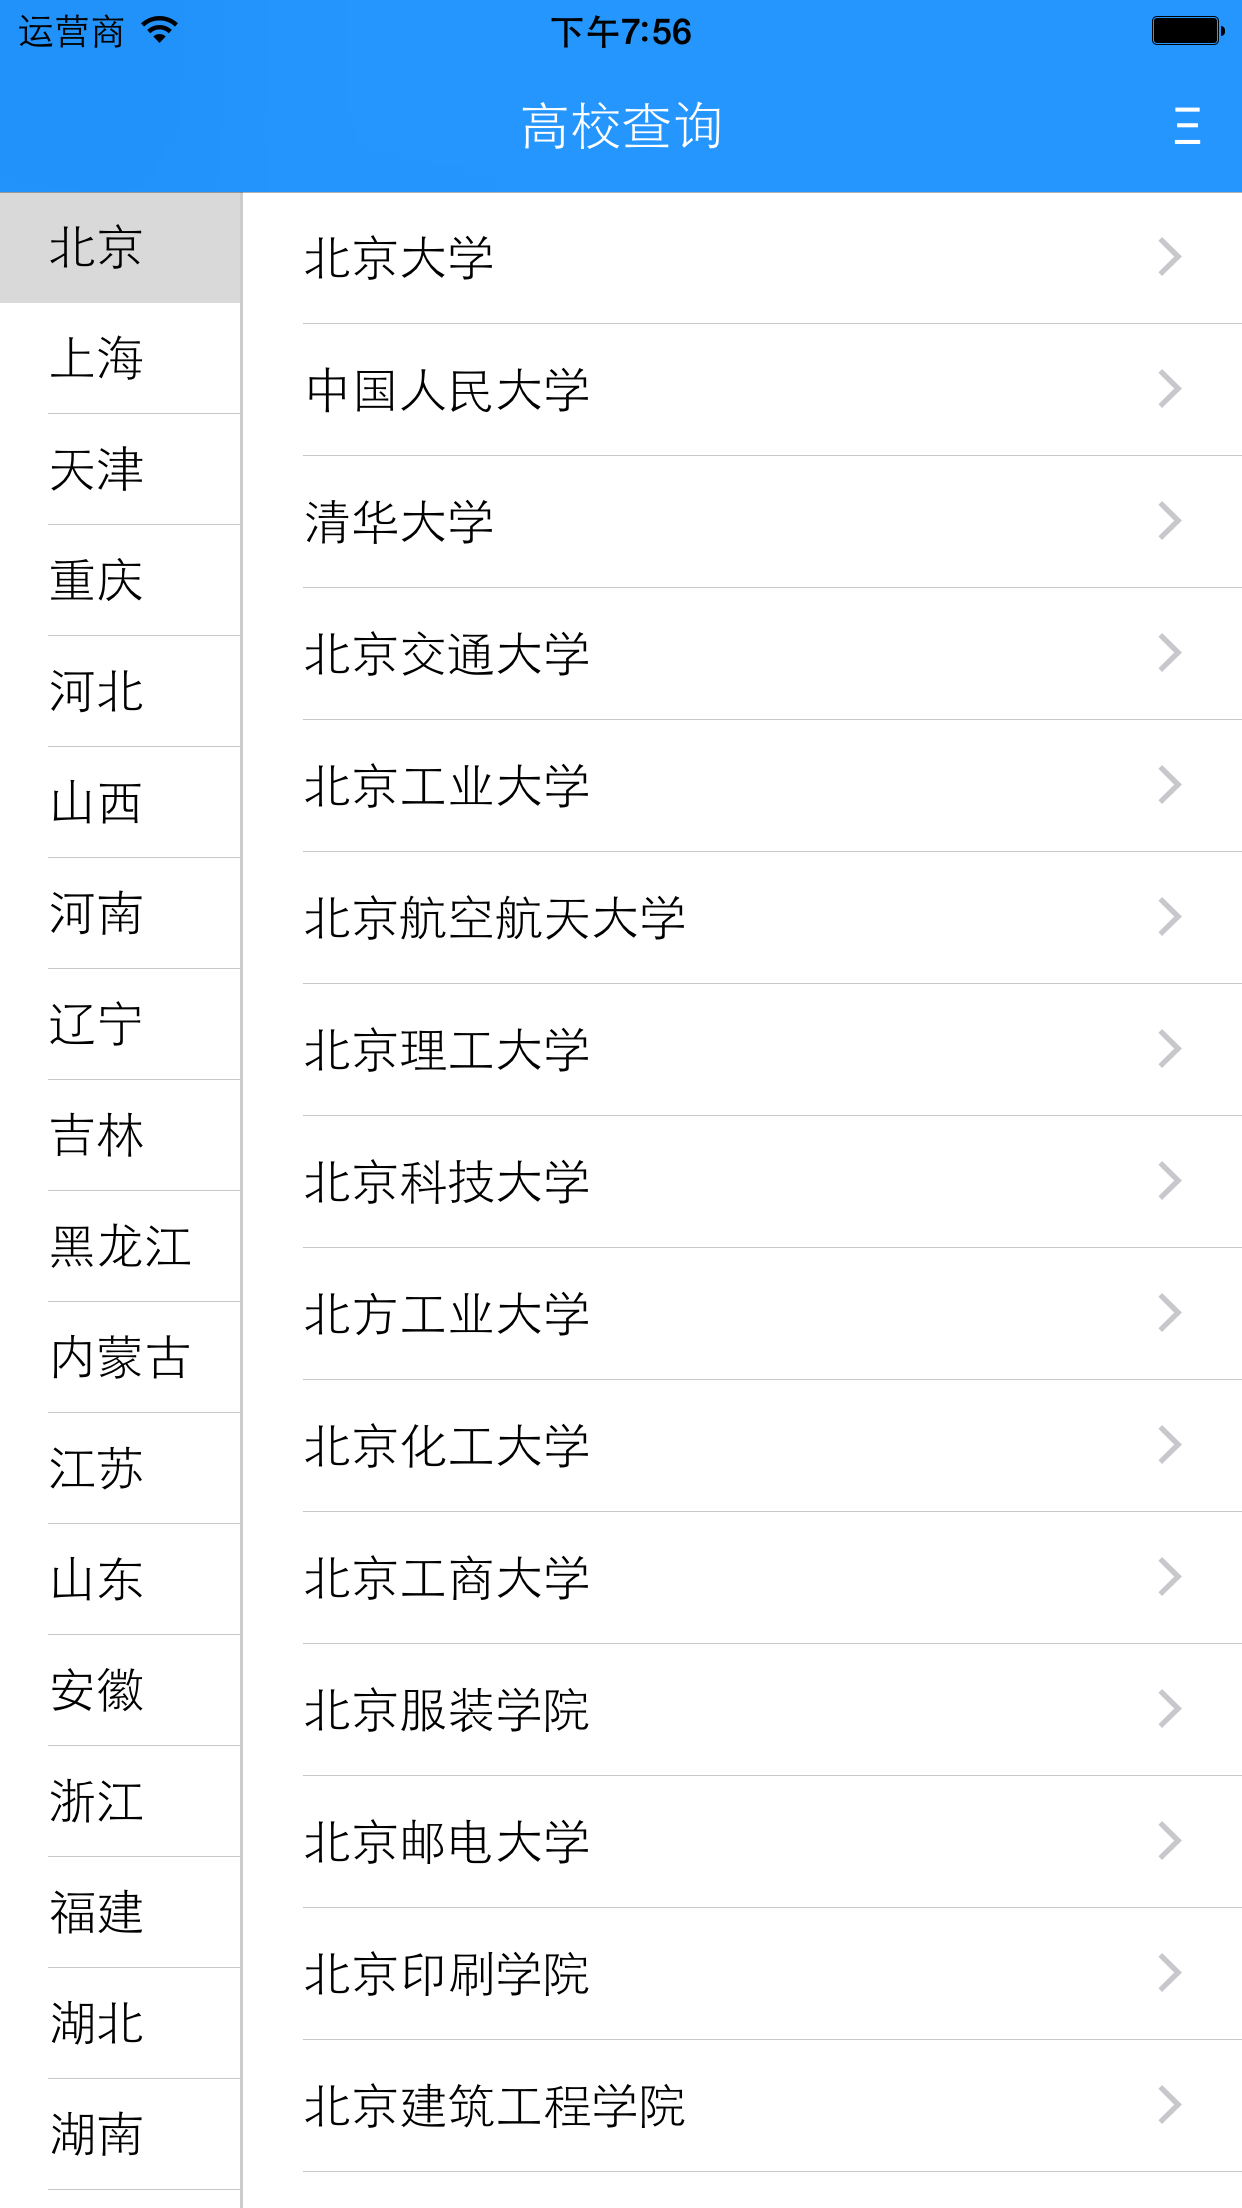 运营商
下午7:56
高校查询
北京
上海
天津
重庆
河北
山西
河南
辽宁
吉林
黑龙江
内蒙古
江苏
山东
安徽
浙江
福建
湖北
湖南
北京大学
中国人民大学
清华大学
北京交通大学
北京工业大学
北京航空航天大学
北京理工大学
北京科技大学
北方工业大学
北京化工大学
北京工商大学
北京服装学院
北京邮电大学
北京印刷学院
北京建筑工程学院